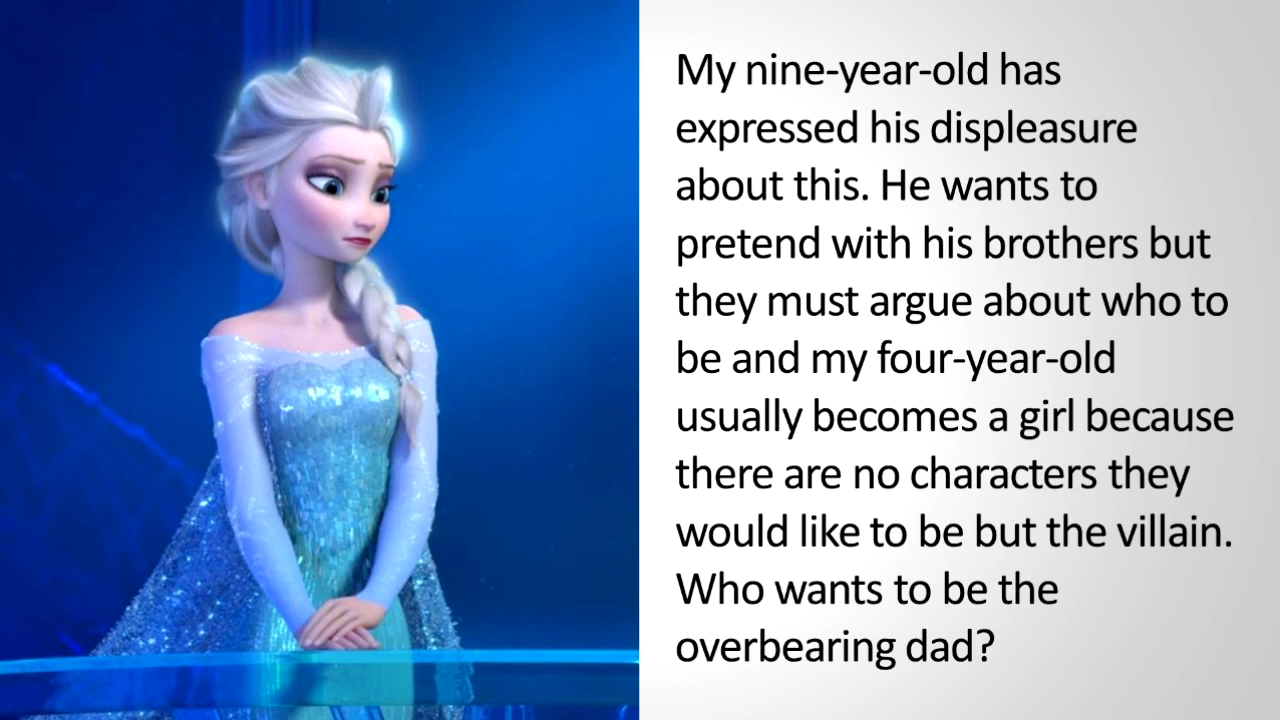 My nine-year-old has
expressed his displeasure
about this. He wants to
pretend with his brothers but
they must argue about who to
be and my four-year-old
usually becomes a girl because
there are no characters they
would like to be but the villain.
Who wants to be the
overbearing dad?